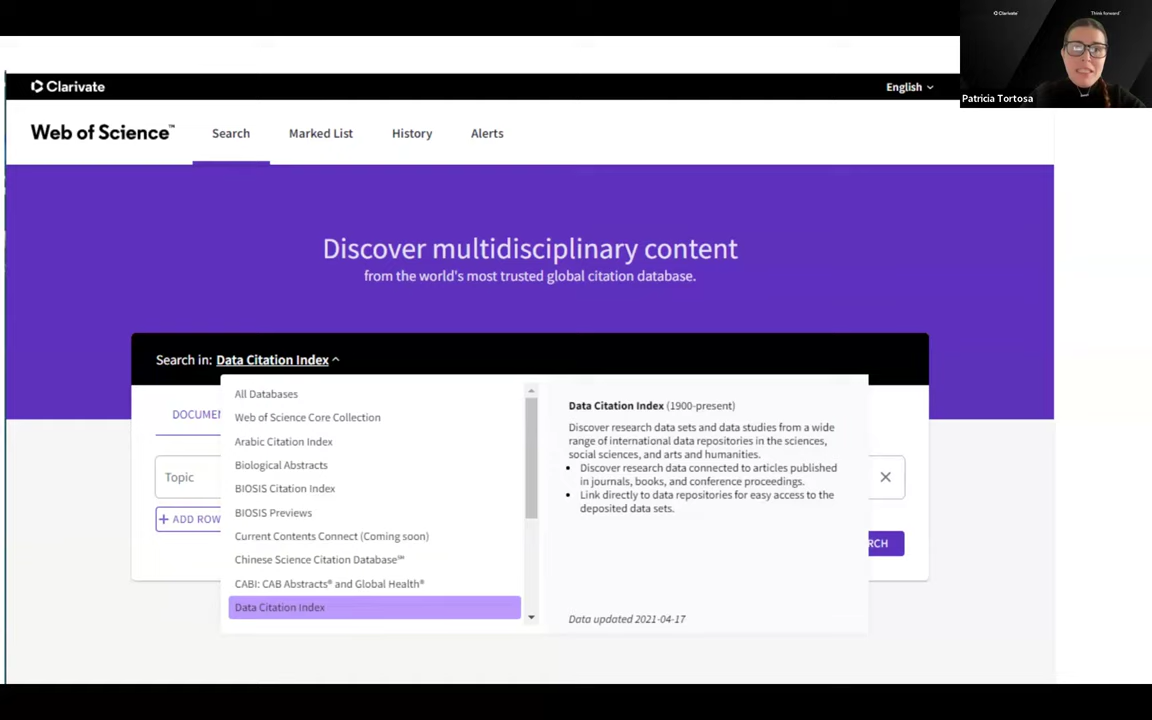 Clarivate
Think forward
Patricia Tortosa
Clarivate
English
Web of Science™
Search
Marked List
History
Alerts
Discover multidisciplinary content
from the world's most trusted global citation database.
Search in: Data Citation Index
All Databases
Web of Science Core Collection
Arabic Citation Index
Biological Abstracts
BIOSIS Citation Index
BIOSIS Previews
Current Contents Connect (Coming soon)
Chinese Science Citation Database℠
CABI: CAB Abstracts® and Global Health®
Data Citation Index
Data Citation Index (1900-present)
Discover research data sets and data studies from a wide
range of international data repositories in the sciences,
social sciences, and arts and humanities.
• Discover research data connected to articles published
in journals, books, and conference proceedings.
• Link directly to data repositories for easy access to the
deposited data sets.
Data updated 2021-04-17
DOCUMEN
Topic
+ ADD ROW
RCH